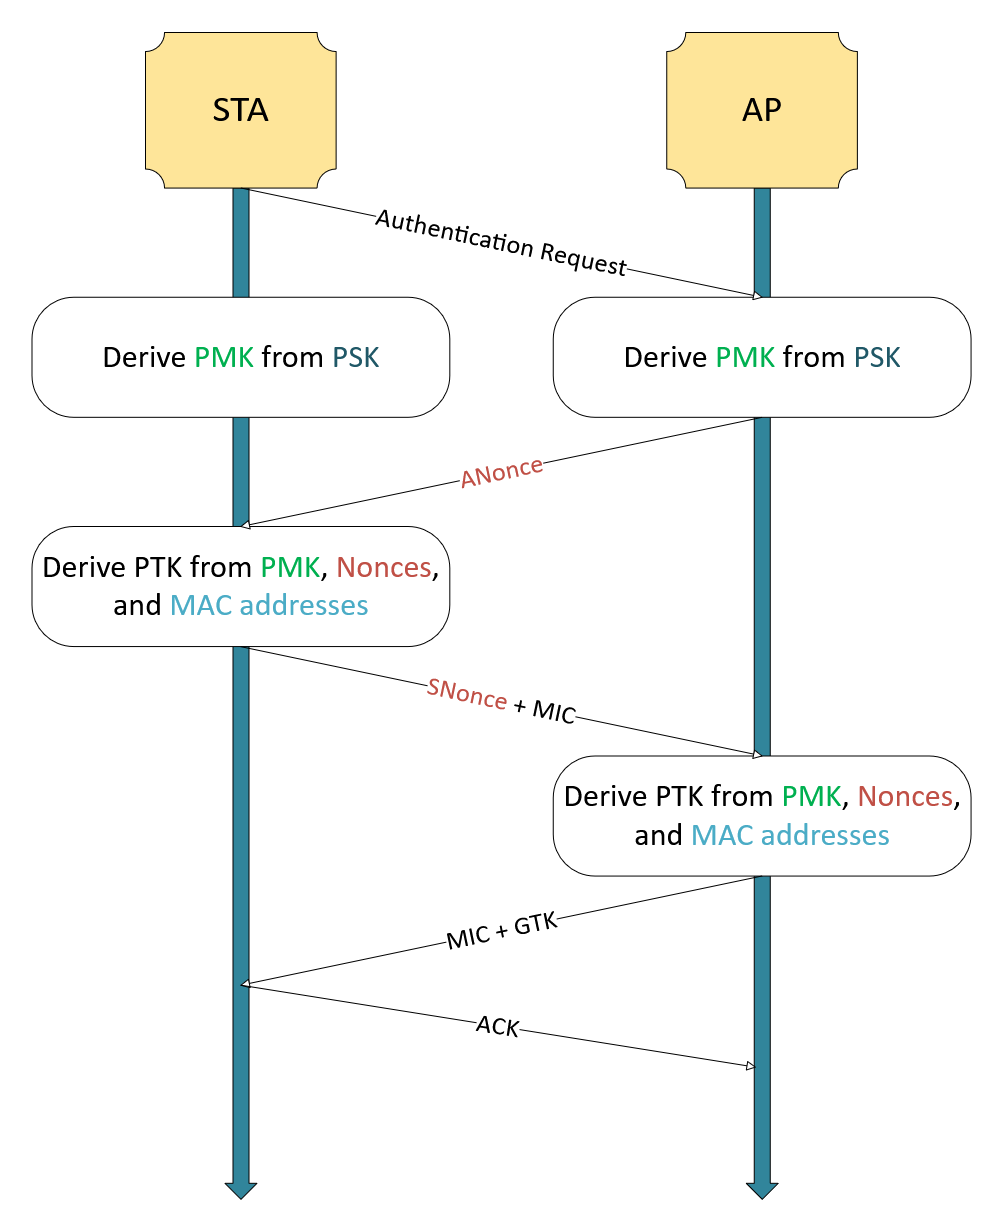 STA
AP
Authentication Request
Derive PMK from PSK
Derive PMK from PSK
ANonce
Derive PTK from PMK, Nonces,
and MAC addresses
SNonce + MIC
Derive PTK from PMK, Nonces,
and MAC addresses
MIC + GTK
ACK